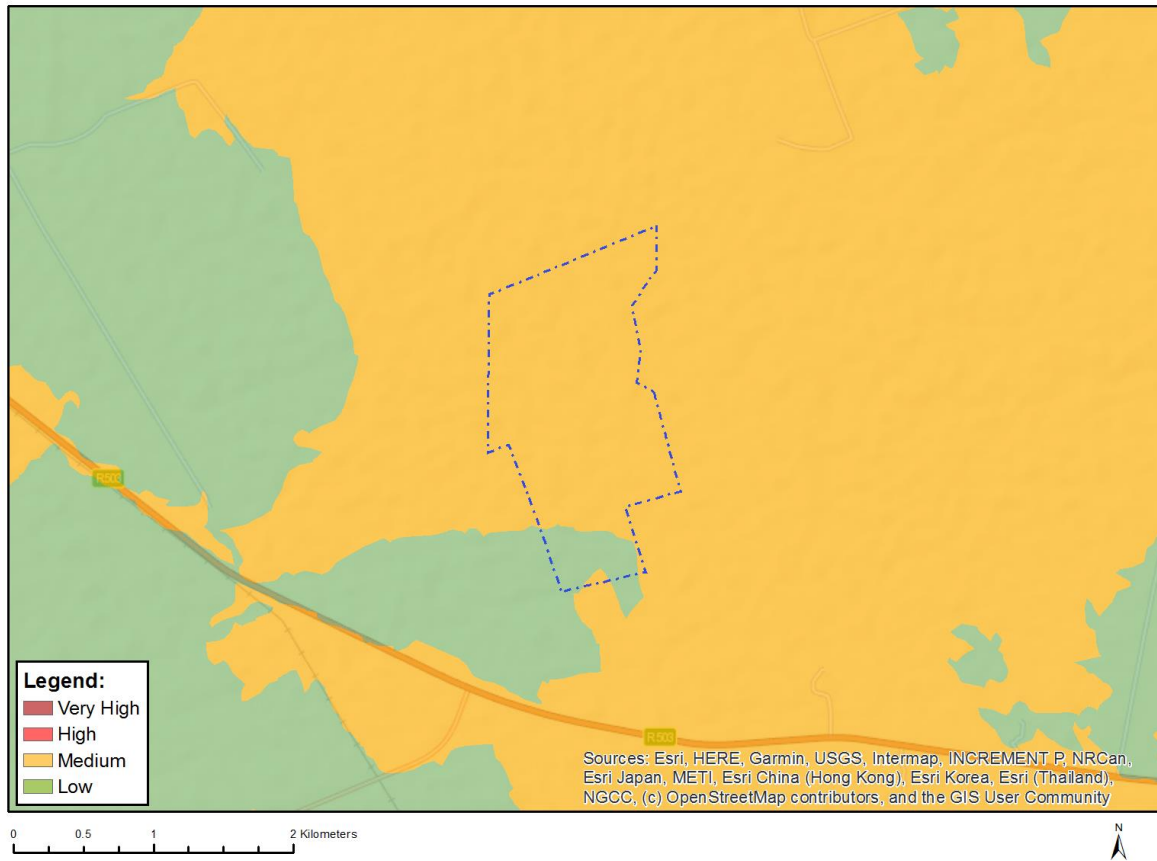 R503
R503
Legend:
Very High
High
Medium
Low
Sources: Esri, HERE, Garmin, USGS, Intermap, INCREMENT P, NRCan,
Esri Japan, METI, Esri China (Hong Kong), Esri Korea, Esri (Thailand),
NGCC, (c) OpenStreetMap contributors, and the GIS User Community
0 0.5 1 2 Kilometers
N